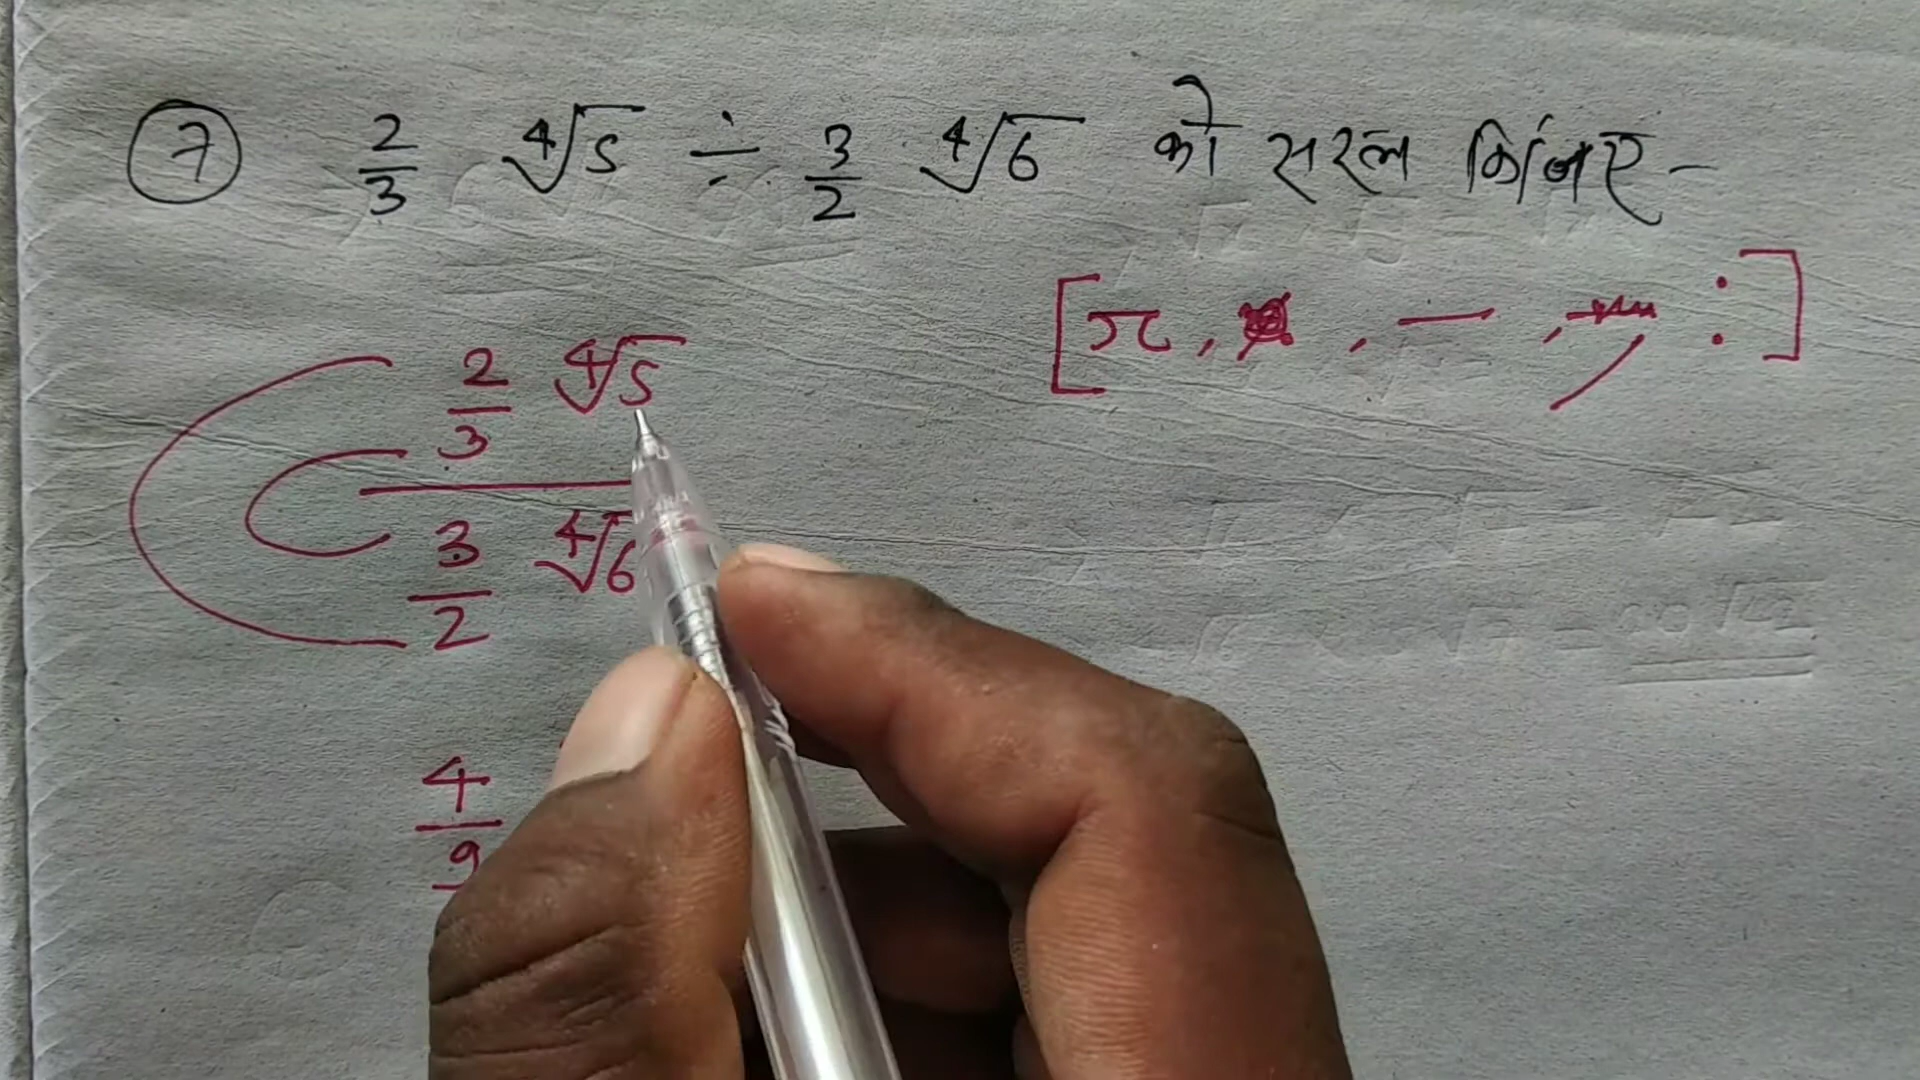 ⑦ 2/3 ∜5 ÷ 3/2 ∜6 को सरल किजिए -
2/3 ∜5
3/2 ∜6
4/9